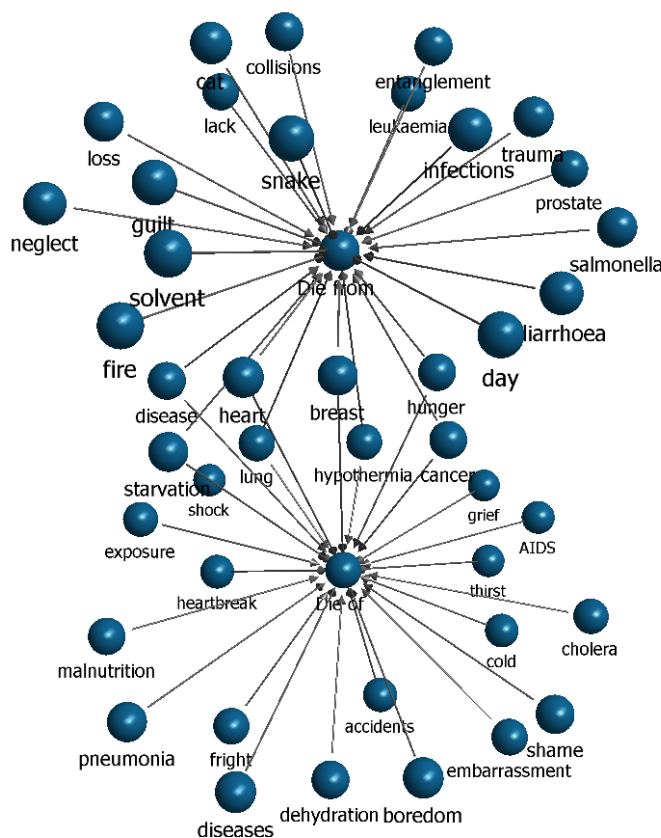 collisions
cat
entanglement
lack
leukaemia
loss
snake
infections
trauma
prostate
neglect
guilt
salmonella
Die from
solvent
diarrhoea
fire
day
disease
heart
breast
hunger
lung
hypothermia
cancer
starvation
shock
grief
exposure
AIDS
heartbreak
Die of
thirst
cholera
malnutrition
cold
accidents
pneumonia
fright
shame
embarrassment
dehydration
boredom
diseases